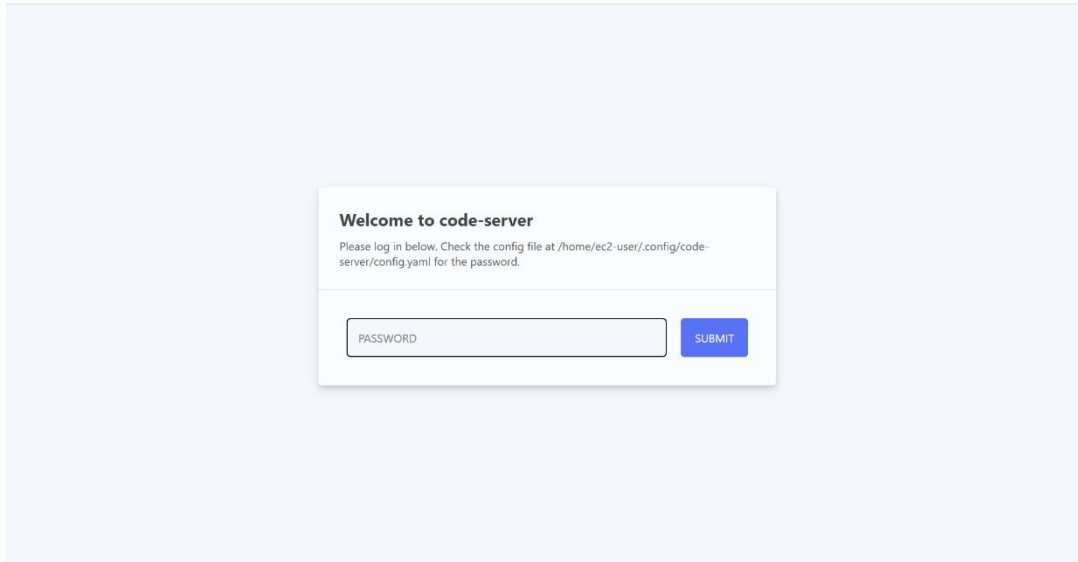 Welcome to code-server
Please log in below. Check the config file at /home/ec2-user/.config/code-
server/config.yaml for the password.
PASSWORD
SUBMIT